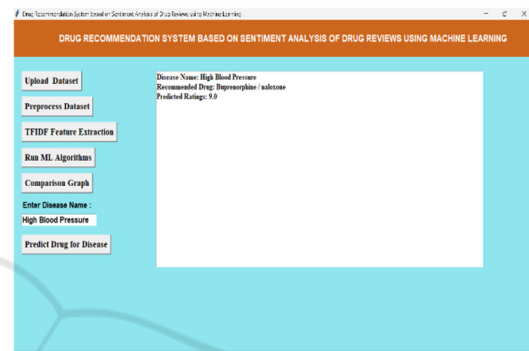 Drug Recommendation System based on Sentiment Analysis of Drug Reviews using Machine Learning
DRUG RECOMMENDATION SYSTEM BASED ON SENTIMENT ANALYSIS OF DRUG REVIEWS USING MACHINE LEARNING
Upload Dataset
Preprocess Dataset
TFIDF Feature Extraction
Run ML Algorithms
Comparison Graph
Enter Disease Name :
High Blood Pressure
Predict Drug for Disease
Disease Name: High Blood Pressure
Recommended Drug: Buprenorphine / naloxone
Predicted Ratings: 9.0